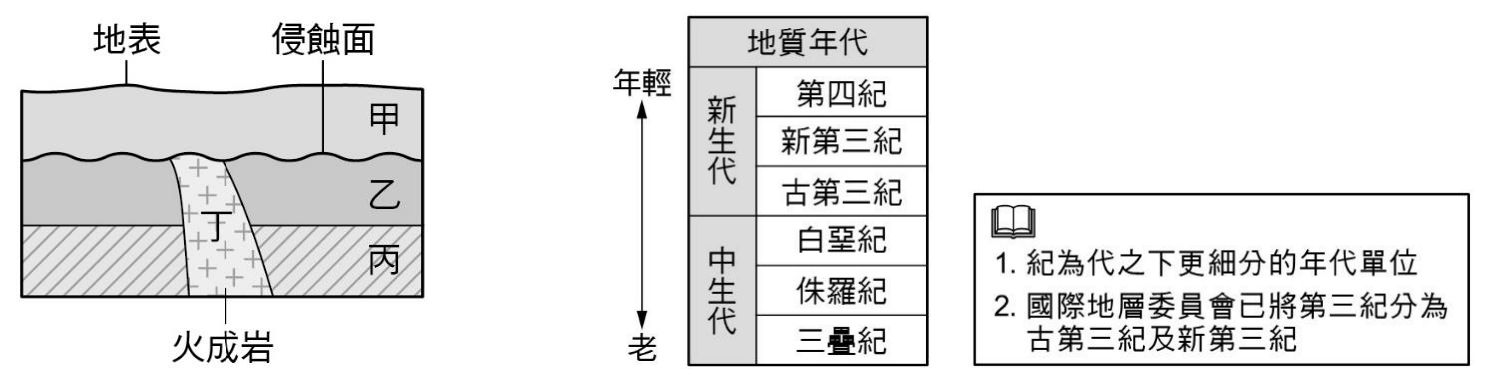 地表
侵蝕面
甲
乙
丙
丁
火成岩
地質年代
年輕
老
新生代
第四紀
新第三紀
古第三紀
中生代
白堊紀
侏羅紀
三疊紀
1. 紀為代之下更細分的年代單位
2. 國際地層委員會已將第三紀分為
古第三紀及新第三紀